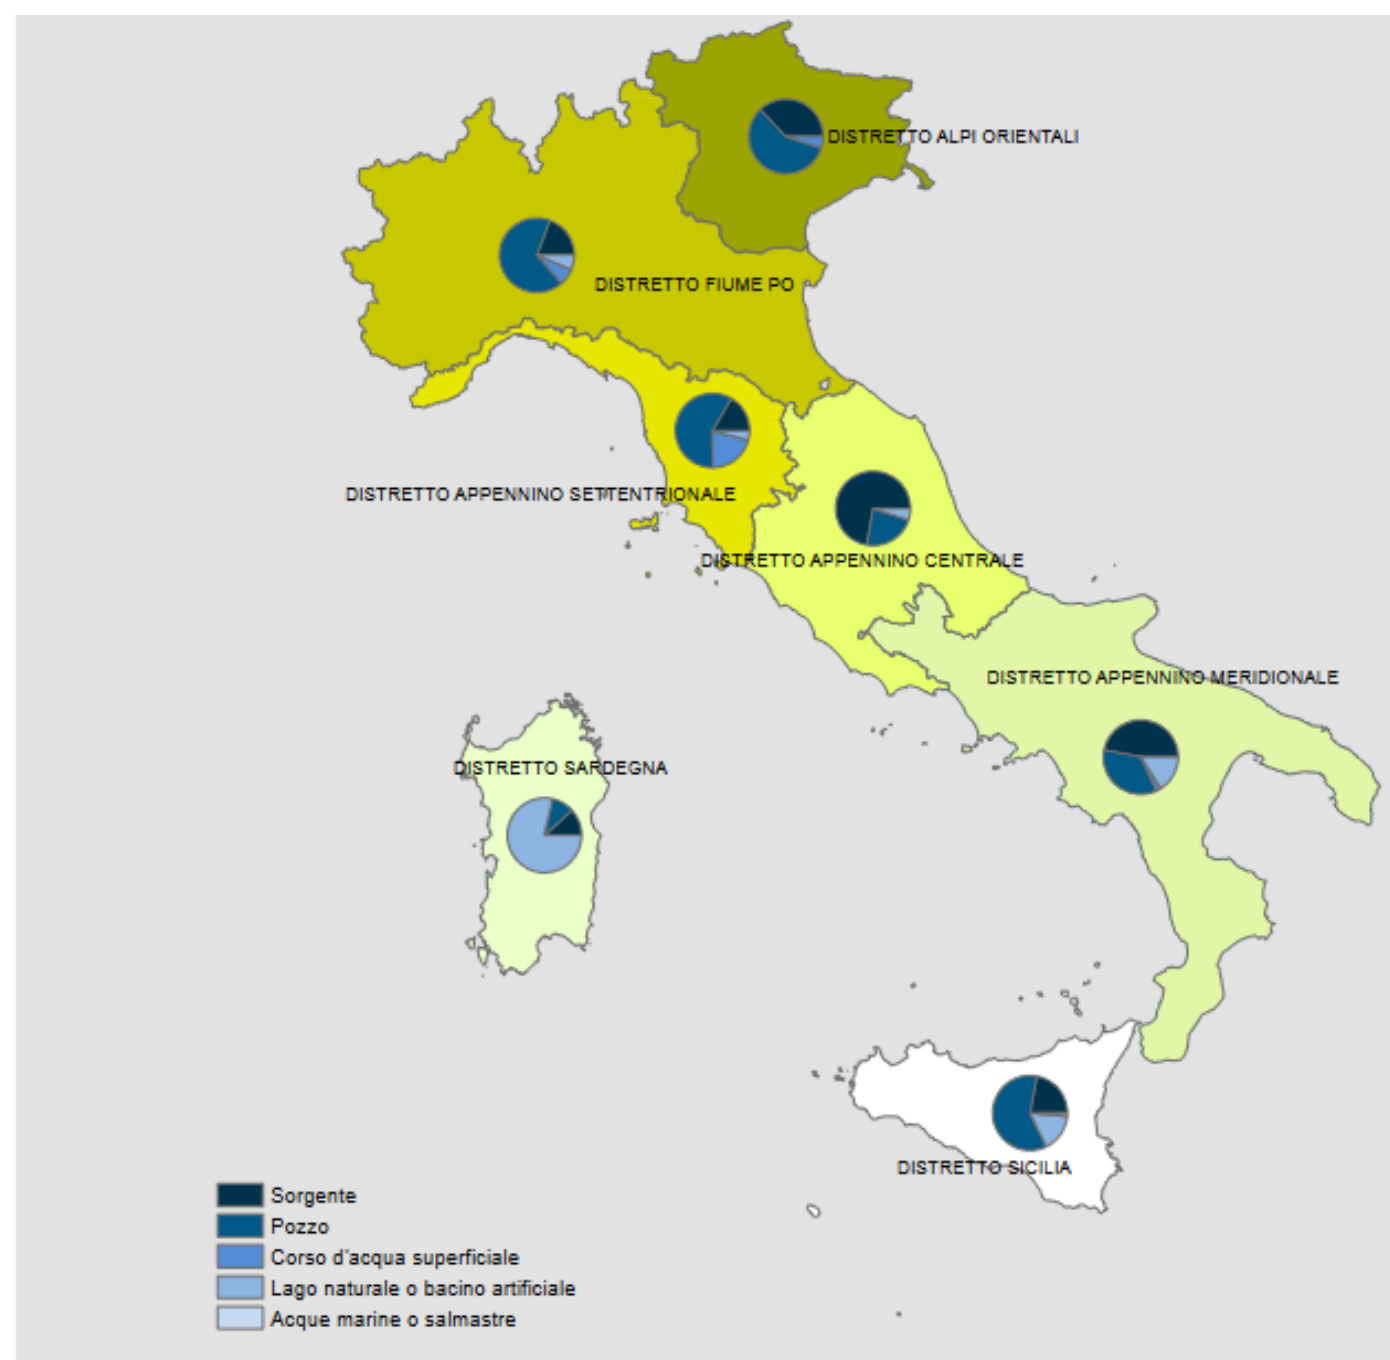 DISTRETTO ALPI ORIENTALI
DISTRETTO FIUME PO
DISTRETTO APPENNINO SETTENTRIONALE
DISTRETTO APPENNINO CENTRALE
DISTRETTO APPENNINO MERIDIONALE
DISTRETTO SARDEGNA
DISTRETTO SICILIA
Sorgente
Pozzo
Corso d'acqua superficiale
Lago naturale o bacino artificiale
Acque marine o salmastre